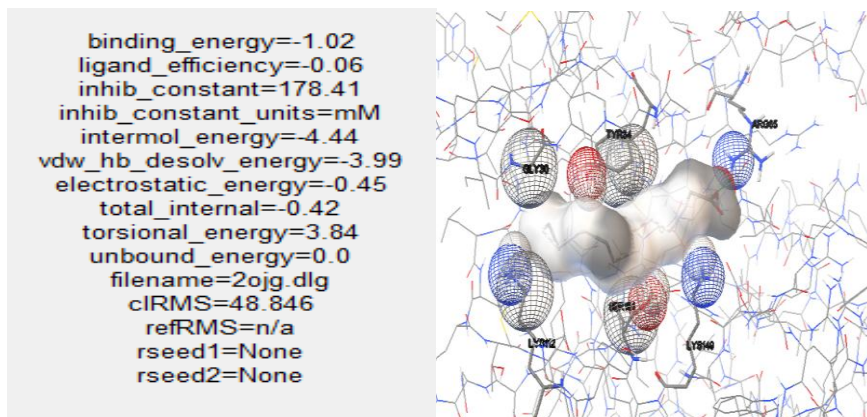 binding_energy=-1.02
ligand_efficiency=-0.06
inhib_constant=178.41
inhib_constant_units=mM
intermol_energy=-4.44
vdw_hb_desolv_energy=-3.99
electrostatic_energy=-0.45
total_internal=-0.42
torsional_energy=3.84
unbound_energy=0.0
filename=2ojg.dlg
clRMS=48.846
refRMS=n/a
rseed1=None
rseed2=None